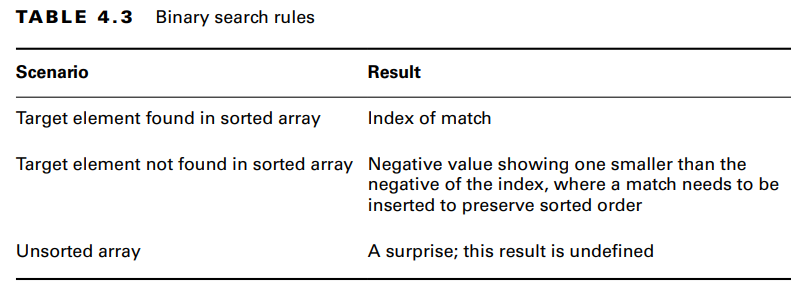 TABLE 4.3 Binary search rules
Scenario Result
Target element found in sorted array Index of match
Target element not found in sorted array Negative value showing one smaller than the
negative of the index, where a match needs to be
inserted to preserve sorted order
Unsorted array A surprise; this result is undefined